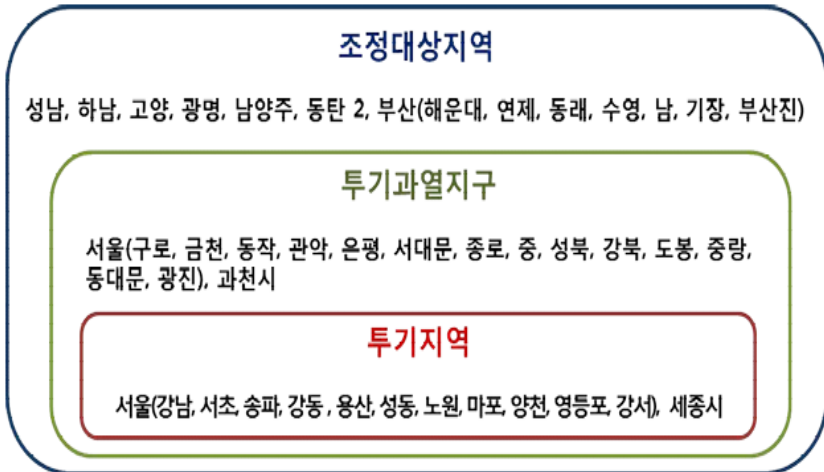 조정대상지역
성남, 하남, 고양, 광명, 남양주, 동탄 2, 부산(해운대, 연제, 동래, 수영, 남, 기장, 부산진)
투기과열지구
서울(구로, 금천, 동작, 관악, 은평, 서대문, 종로, 중, 성북, 강북, 도봉, 중랑,
동대문, 광진), 과천시
투기지역
서울(강남, 서초, 송파, 강동 , 용산, 성동, 노원, 마포, 양천, 영등포, 강서), 세종시